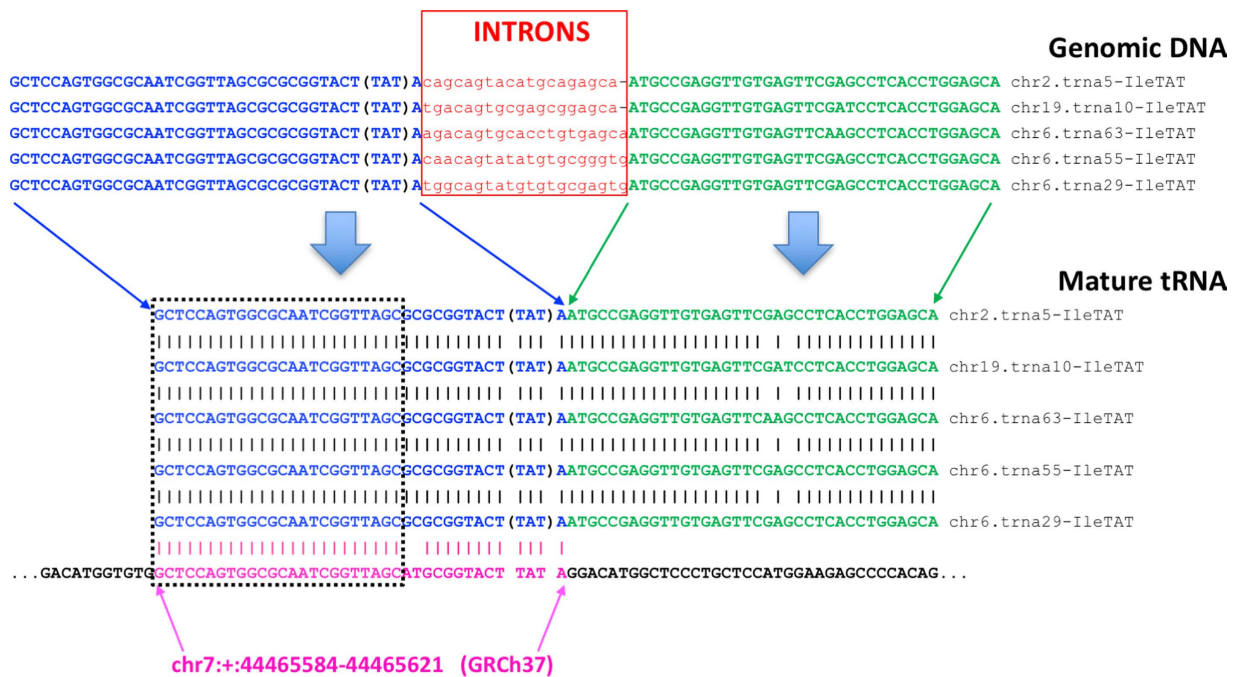 INTRONS
Genomic DNA
GCTCCAGTGGCGCAATCGGTTAGCGCGCGGTACT(TAT)Acagcagtacatgcagagca-ATGCCGAGGTTGTGAGTTCGAGCCTCACCTGGAGCA chr2.trna5-IleTAT
GCTCCAGTGGCGCAATCGGTTAGCGCGCGGTACT(TAT)Atgacagtgcgagcggagca-ATGCCGAGGTTGTGAGTTCGATCCTCACCTGGAGCA chr19.trna10-IleTAT
GCTCCAGTGGCGCAATCGGTTAGCGCGCGGTACT(TAT)AagacagtgcacctgtgagcaATGCCGAGGTTGTGAGTTCAAGCCTCACCTGGAGCA chr6.trna63-IleTAT
GCTCCAGTGGCGCAATCGGTTAGCGCGCGGTACT(TAT)AcaacagtatatgtgcgggtgATGCCGAGGTTGTGAGTTCGAGCCTCACCTGGAGCA chr6.trna55-IleTAT
GCTCCAGTGGCGCAATCGGTTAGCGCGCGGTACT(TAT)AtggcagtatgtgtgcgagtgATGCCGAGGTTGTGAGTTCGAGCCTCACCTGGAGCA chr6.trna29-IleTAT
Mature tRNA
GCTCCAGTGGCGCAATCGGTTAGCGCGCGGTACT(TAT)AATGCCGAGGTTGTGAGTTCGAGCCTCACCTGGAGCA chr2.trna5-IleTAT
GCTCCAGTGGCGCAATCGGTTAGCGCGCGGTACT(TAT)AATGCCGAGGTTGTGAGTTCGATCCTCACCTGGAGCA chr19.trna10-IleTAT
GCTCCAGTGGCGCAATCGGTTAGCGCGCGGTACT(TAT)AATGCCGAGGTTGTGAGTTCAAGCCTCACCTGGAGCA chr6.trna63-IleTAT
GCTCCAGTGGCGCAATCGGTTAGCGCGCGGTACT(TAT)AATGCCGAGGTTGTGAGTTCGAGCCTCACCTGGAGCA chr6.trna55-IleTAT
GCTCCAGTGGCGCAATCGGTTAGCGCGCGGTACT(TAT)AATGCCGAGGTTGTGAGTTCGAGCCTCACCTGGAGCA chr6.trna29-IleTAT
...GACATGGTGTGGCTCCAGTGGCGCAATCGGTTAGCATGCGGTACT TAT AGGACATGGCTCCCTGCTCCATGGAAGAGCCCCACAG...
chr7:+:44465584-44465621 (GRCh37)